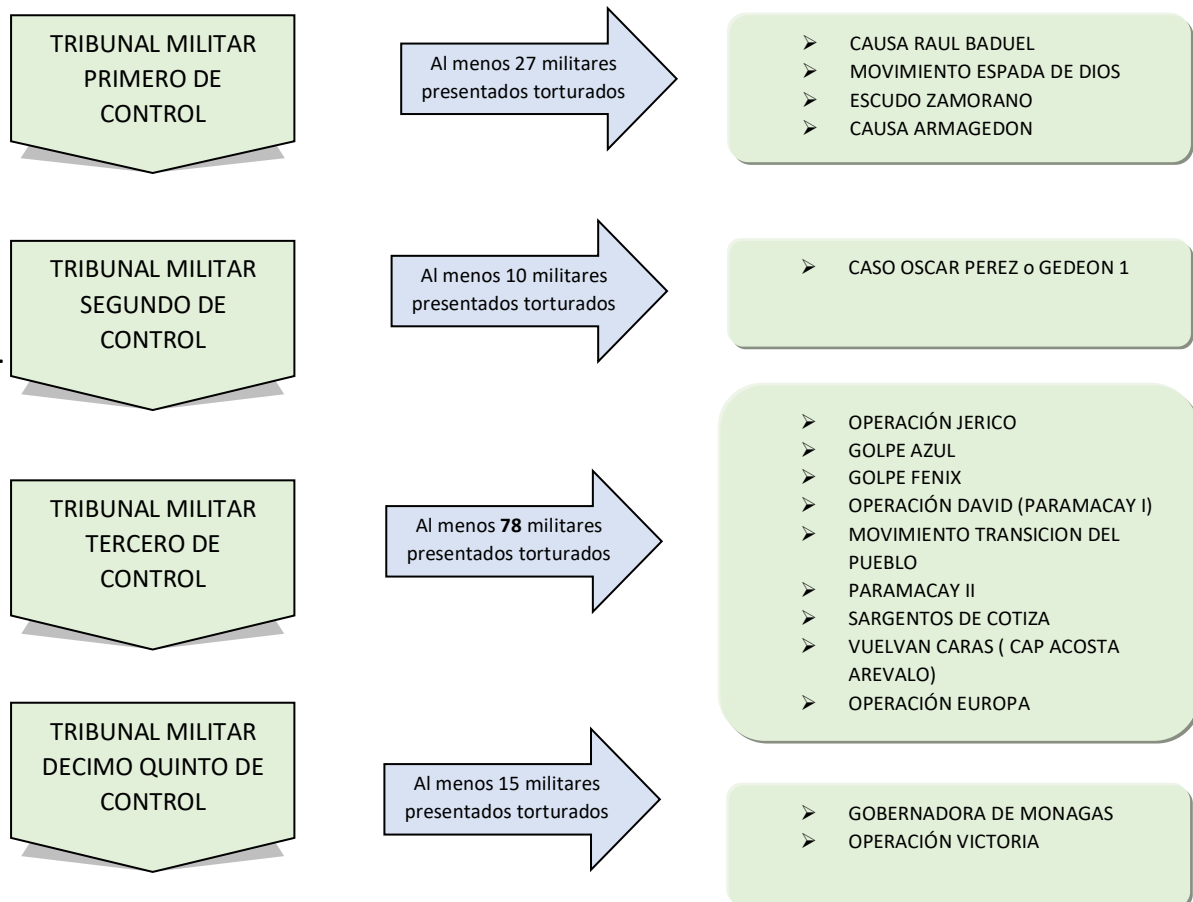 TRIBUNAL MILITAR
PRIMERO DE
CONTROL
Al menos 27 militares
presentados torturados
➢ CAUSA RAUL BADUEL
➢ MOVIMIENTO ESPADA DE DIOS
➢ ESCUDO ZAMORANO
➢ CAUSA ARMAGEDON
TRIBUNAL MILITAR
SEGUNDO DE
CONTROL
Al menos 10 militares
presentados torturados
➢ CASO OSCAR PEREZ o GEDEON 1
TRIBUNAL MILITAR
TERCERO DE
CONTROL
Al menos 78 militares
presentados torturados
➢ OPERACIÓN JERICO
➢ GOLPE AZUL
➢ GOLPE FENIX
➢ OPERACIÓN DAVID (PARAMACAY I)
➢ MOVIMIENTO TRANSICION DEL
PUEBLO
➢ PARAMACAY II
➢ SARGENTOS DE COTIZA
➢ VUELVAN CARAS ( CAP ACOSTA
AREVALO)
➢ OPERACIÓN EUROPA
TRIBUNAL MILITAR
DECIMO QUINTO DE
CONTROL
Al menos 15 militares
presentados torturados
➢ GOBERNADORA DE MONAGAS
➢ OPERACIÓN VICTORIA